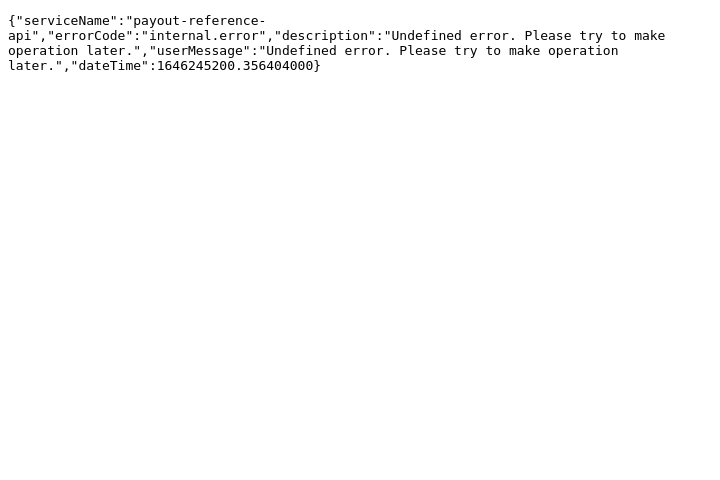 {"serviceName":"payout-reference-
api","errorCode":"internal.error","description":"Undefined error. Please try to make
operation later.","userMessage":"Undefined error. Please try to make operation
later.","dateTime":1646245200.356404000}